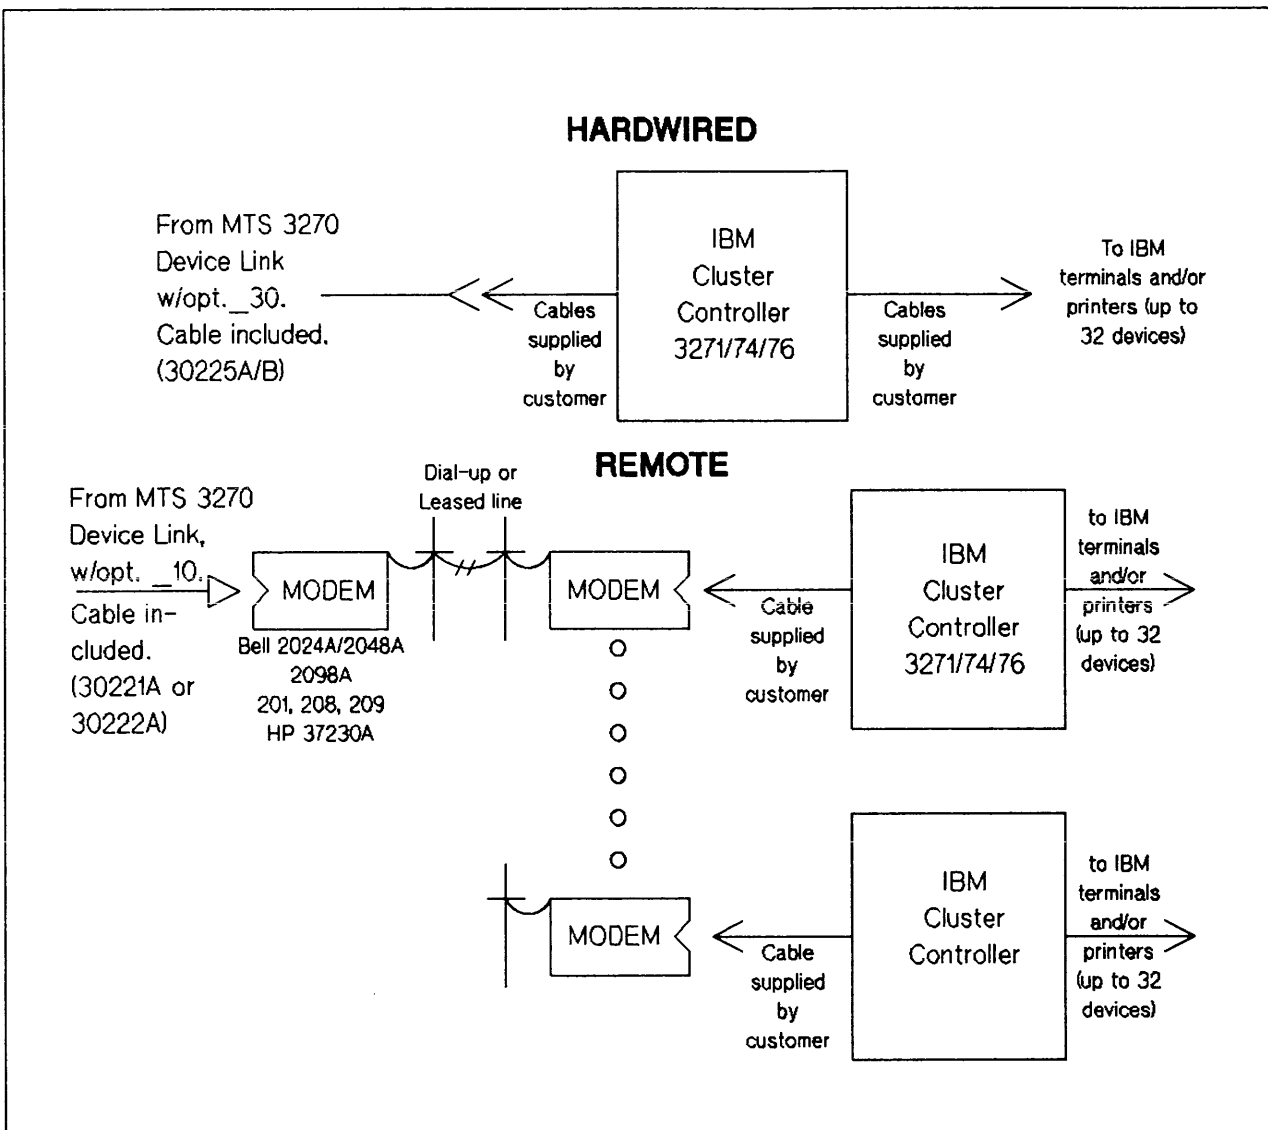 HARDWIRED
From MTS 3270
Device Link
w/opt._30.
Cable included.
(30225A/B)
Cables
supplied
by
customer
IBM
Cluster
Controller
3271/74/76
Cables
supplied
by
customer
To IBM
terminals and/or
printers (up to
32 devices)
REMOTE
From MTS 3270
Device Link,
w/opt. _10.
Cable in-
cluded.
(30221A or
30222A)
MODEM
Bell 2024A/2048A
2098A
201, 208, 209
HP 37230A
Dial-up or
Leased line
MODEM
Cable
supplied
by
customer
IBM
Cluster
Controller
3271/74/76
to IBM
terminals
and/or
printers
(up to 32
devices)
MODEM
Cable
supplied
by
customer
IBM
Cluster
Controller
to IBM
terminals
and/or
printers
(up to 32
devices)